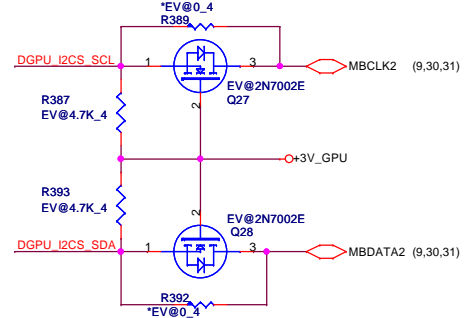 *EV@0_4
R389
DGPU_I2CS_SCL
1
3
MBCLK2 (9,30,31)
EV@2N7002E
Q27
R387
EV@4.7K_4
2
+3V_GPU
R393
EV@4.7K_4
2
EV@2N7002E
Q28
DGPU_I2CS_SDA
1
3
MBDATA2 (9,30,31)
R392
*EV@0_4